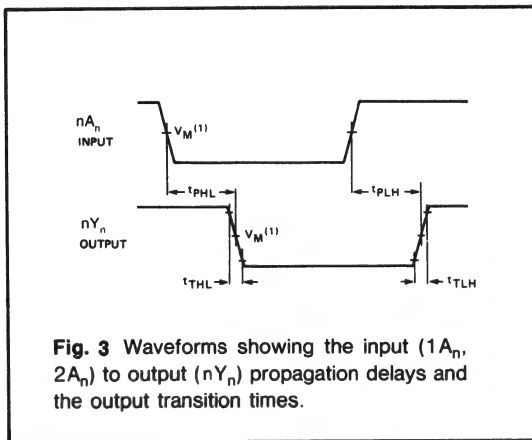 nAn
INPUT
VM(1)
tPHL
tPLH
nYn
OUTPUT
VM(1)
tTHL
tTLH
Fig. 3 Waveforms showing the input (1An,
2An) to output (nYn) propagation delays and
the output transition times.